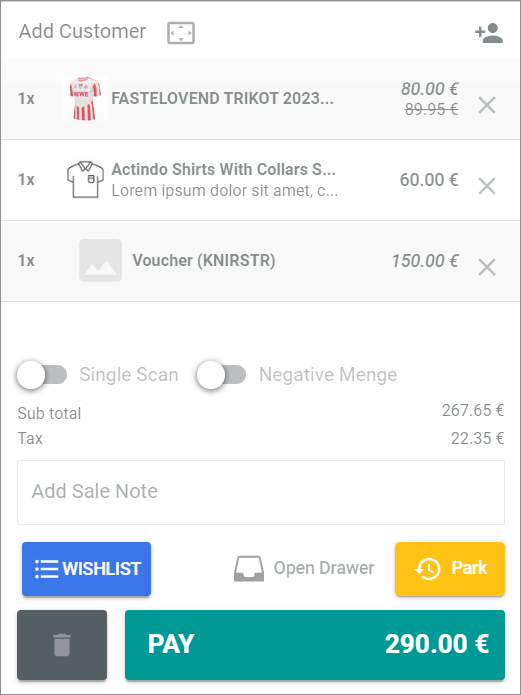 Add Customer
1x FASTELOVEND TRIKOT 2023... 80.00 €
89.95 €
1x Actindo Shirts With Collars S... 60.00 €
Lorem ipsum dolor sit amet, c...
1x Voucher (KNIRSTR) 150.00 €
Single Scan Negative Menge
Sub total 267.65 €
Tax 22.35 €
Add Sale Note
WISHLIST Open Drawer Park
PAY 290.00 €